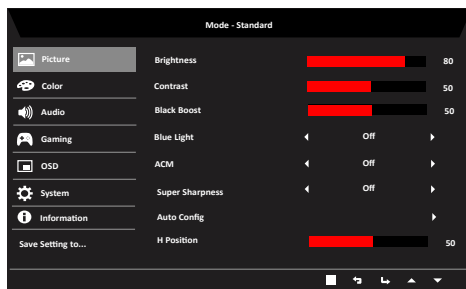 Mode - Standard
Picture
Brightness 80
Color
Contrast 50
Audio
Black Boost 50
Gaming
Blue Light Off
OSD
ACM Off
System
Super Sharpness Off
Information
Auto Config
Save Setting to...
H Position 50